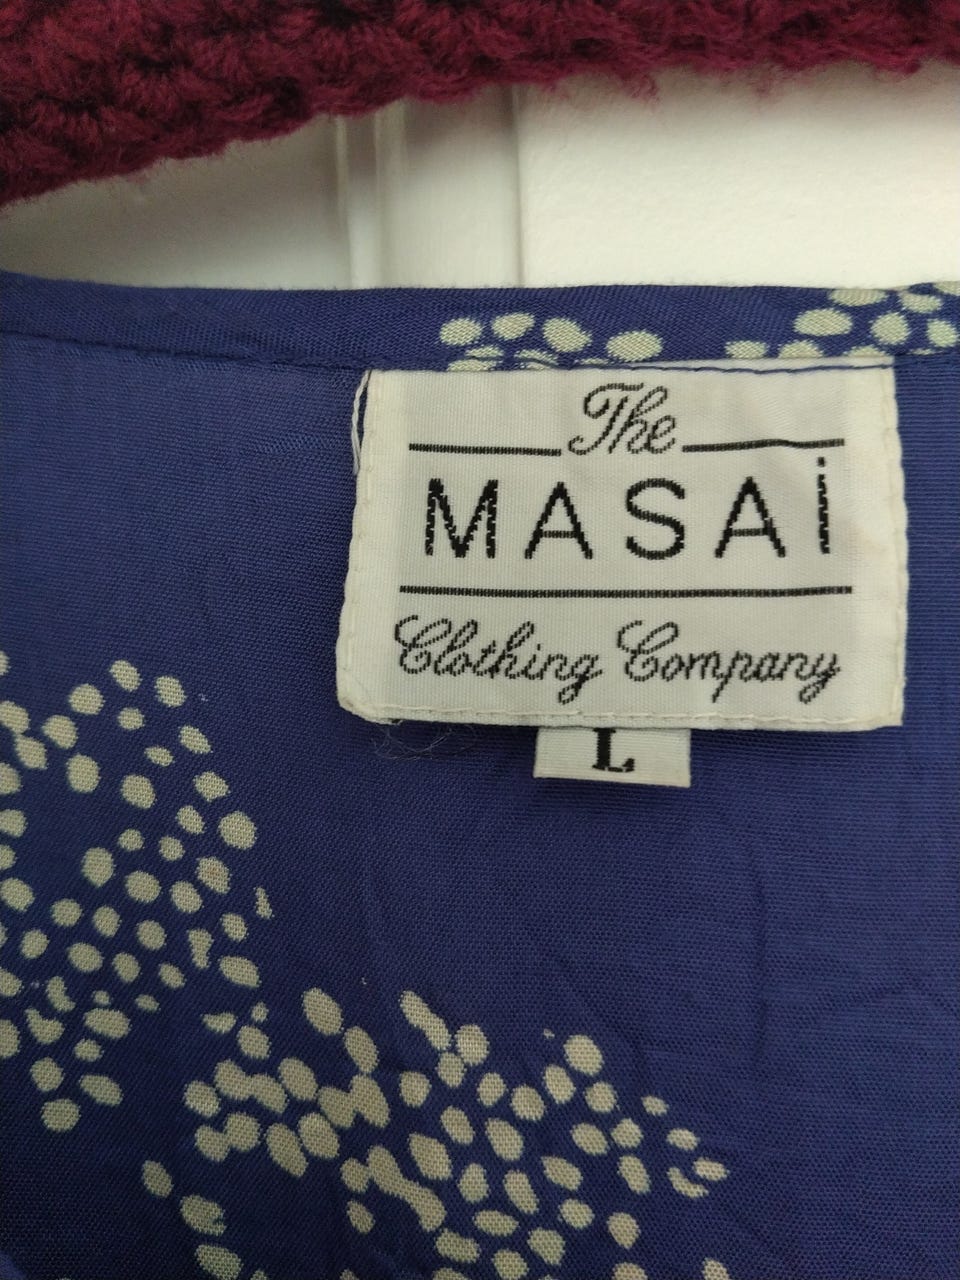 The
MASAi
Clothing Company
L